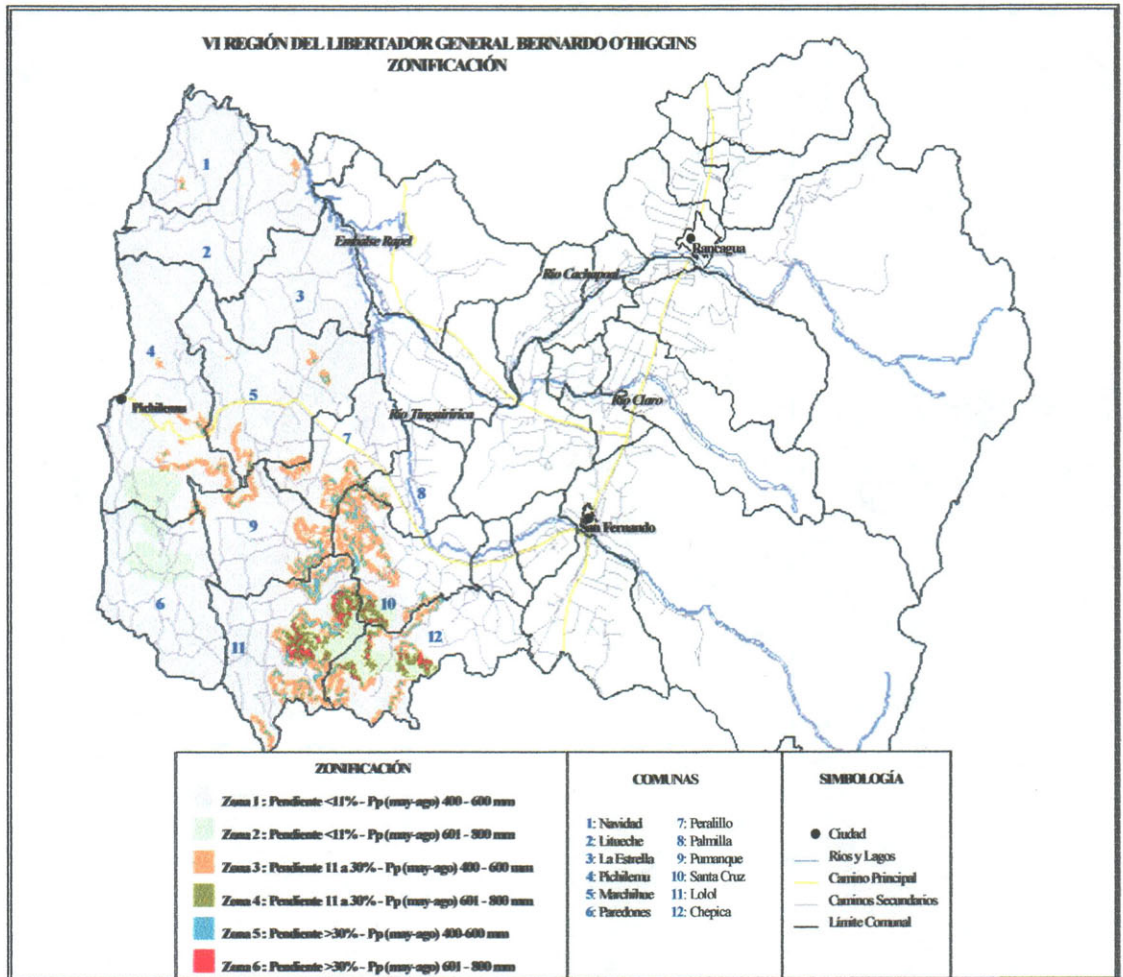 VI REGIÓN DEL LIBERTADOR GENERAL BERNARDO O´HIGGINS
ZONIFICACIÓN
1
2
Embalse Rapel
Rancagua
Río Cachapoal
3
4
5
Pichilemu
7
Río Tinguiririca
Río Claro
8
9
San Fernando
6
10
11
12
ZONIFICACIÓN
Zona 1 : Pendiente <11% - Pp (may-ago) 400 - 600 mm
Zona 2 : Pendiente <11% - Pp (may-ago) 601 - 800 mm
Zona 3 : Pendiente 11 a 30% - Pp (may-ago) 400 - 600 mm
Zona 4 : Pendiente 11 a 30% - Pp (may-ago) 601 - 800 mm
Zona 5 : Pendiente >30% - Pp (may-ago) 400-600 mm
Zona 6 : Pendiente >30% - Pp (may-ago) 601 - 800 mm
COMUNAS
1: Navidad
2: Litueche
3: La Estrella
4: Pichilemu
5: Marchihue
6: Paredones
7: Peralillo
8: Palmilla
9: Pumanque
10: Santa Cruz
11: Lolol
12: Chepica
SIMBOLOGÍA
Ciudad
Rios y Lagos
Camino Principal
Caminos Secundarios
Límite Comunal